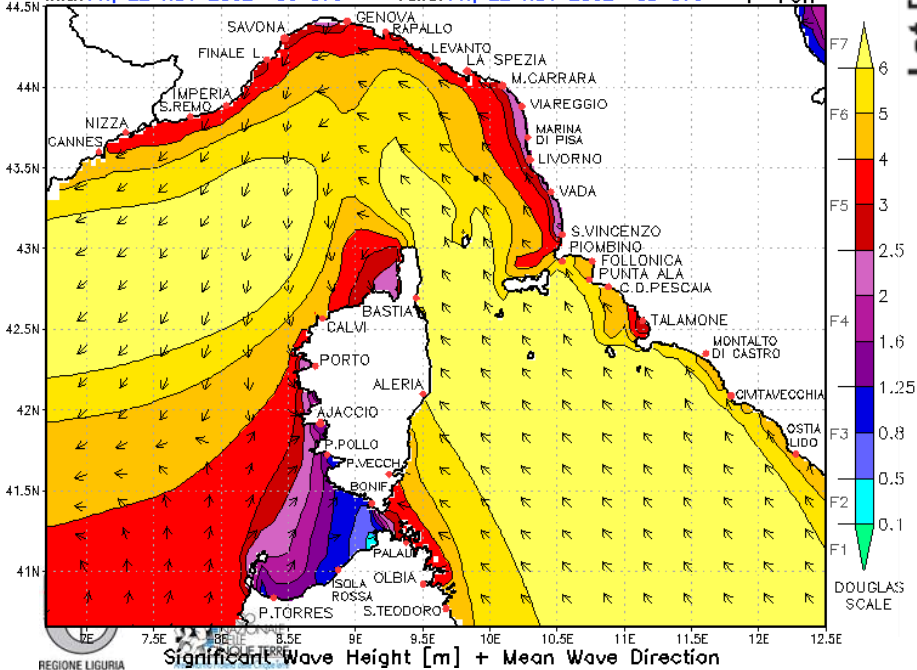 44.5N
44N
43.5N
43N
42.5N
42N
41.5N
41N
7E
7.5E
8E
8.5E
9E
9.5E
10E
10.5E
11E
11.5E
12E
12.5E
GENOVA
SAVONA
RAPALLO
FINALE L.
LEVANTO
LA SPEZIA
M.CARRARA
IMPERIA
S.REMO
VIAREGGIO
NIZZA
MARINA
DI PISA
CANNES
LIVORNO
VADA
S.VINCENZO
PIOMBINO
FOLLONICA
PUNTA ALA
C.D.PESCAIA
BASTIA
TALAMONE
CALVI
MONTALTO
DI CASTRO
PORTO
ALERIA
CIVITAVECCHIA
AJACCIO
OSTIA
LIDO
P.POLLO
P.VECCH
BONIF.
PALAU
OLBIA
ISOLA
ROSSA
P.TORRES
S.TEODORO
F7
F6
F5
F4
F3
F2
F1
6
5
4
3
2.5
2
1.6
1.25
0.8
0.5
0.1
DOUGLAS
SCALE
REGIONE LIGURIA
NAZIONALE
DELLE
CINQUE TERRE
Significant Wave Height [m] + Mean Wave Direction